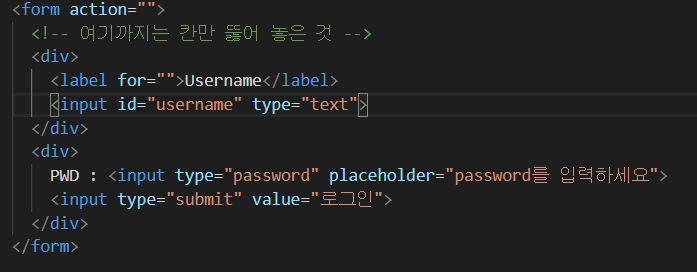 <form action="">
<!-- 여기까지는 칸만 뚫어 놓은 것 -->
<div>
<label for="">Username</label>
<input id="username" type="text">
</div>
<div>
PWD : <input type="password" placeholder="password를 입력하세요">
<input type="submit" value="로그인">
</div>
</form>